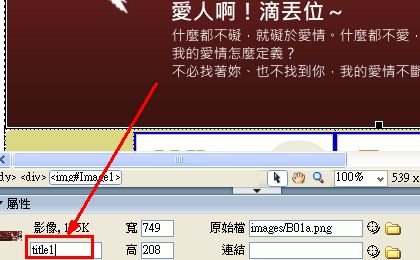 愛人啊！滴丟位～
什麼都不礙，就礙於愛情。什麼都不愛，
我的愛情怎麼定義？
不必找著妳、也不找到你，我的愛情不斷
dy> <div> <img#Image1>
100%
539 x
屬性
影像,
5K
寬 749
原始檔 images/B01a.png
title1
高 208
連結